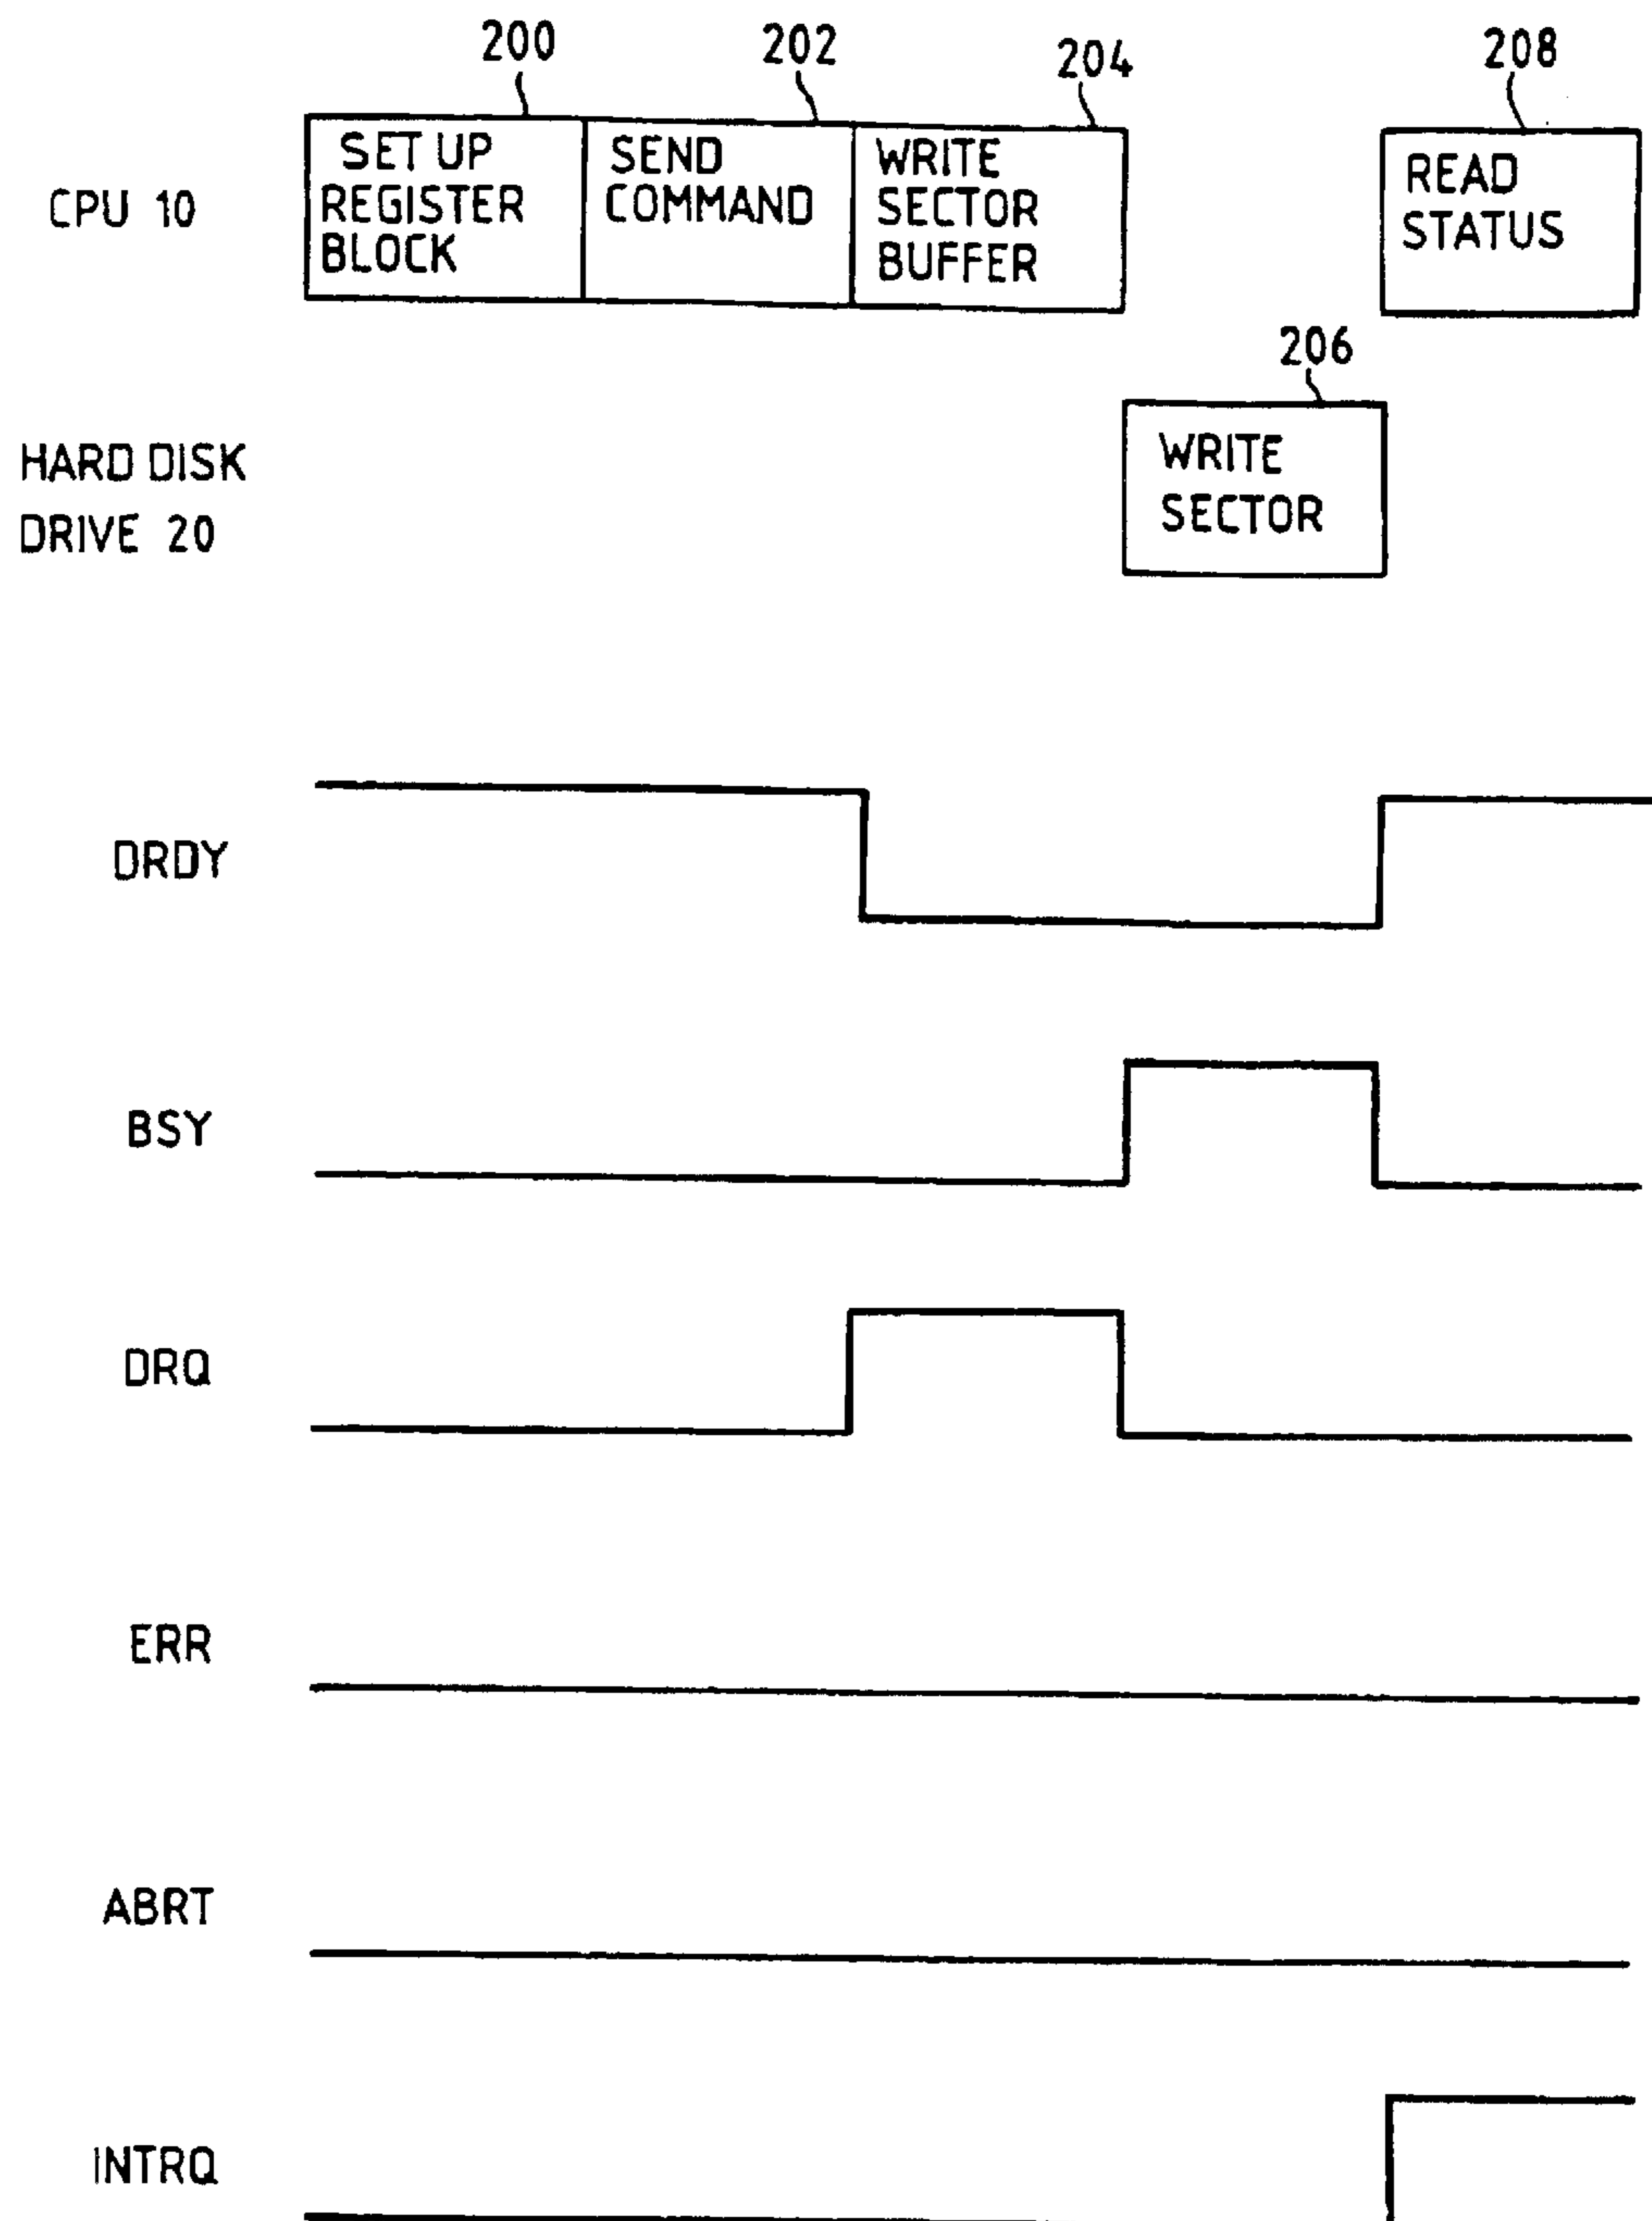 200
202
204
208
CPU 10
SET UP
REGISTER
BLOCK
SEND
COMMAND
WRITE
SECTOR
BUFFER
READ
STATUS
206
HARD DISK
DRIVE 20
WRITE
SECTOR
DRDY
BSY
DRQ
ERR
ABRT
INTRQ